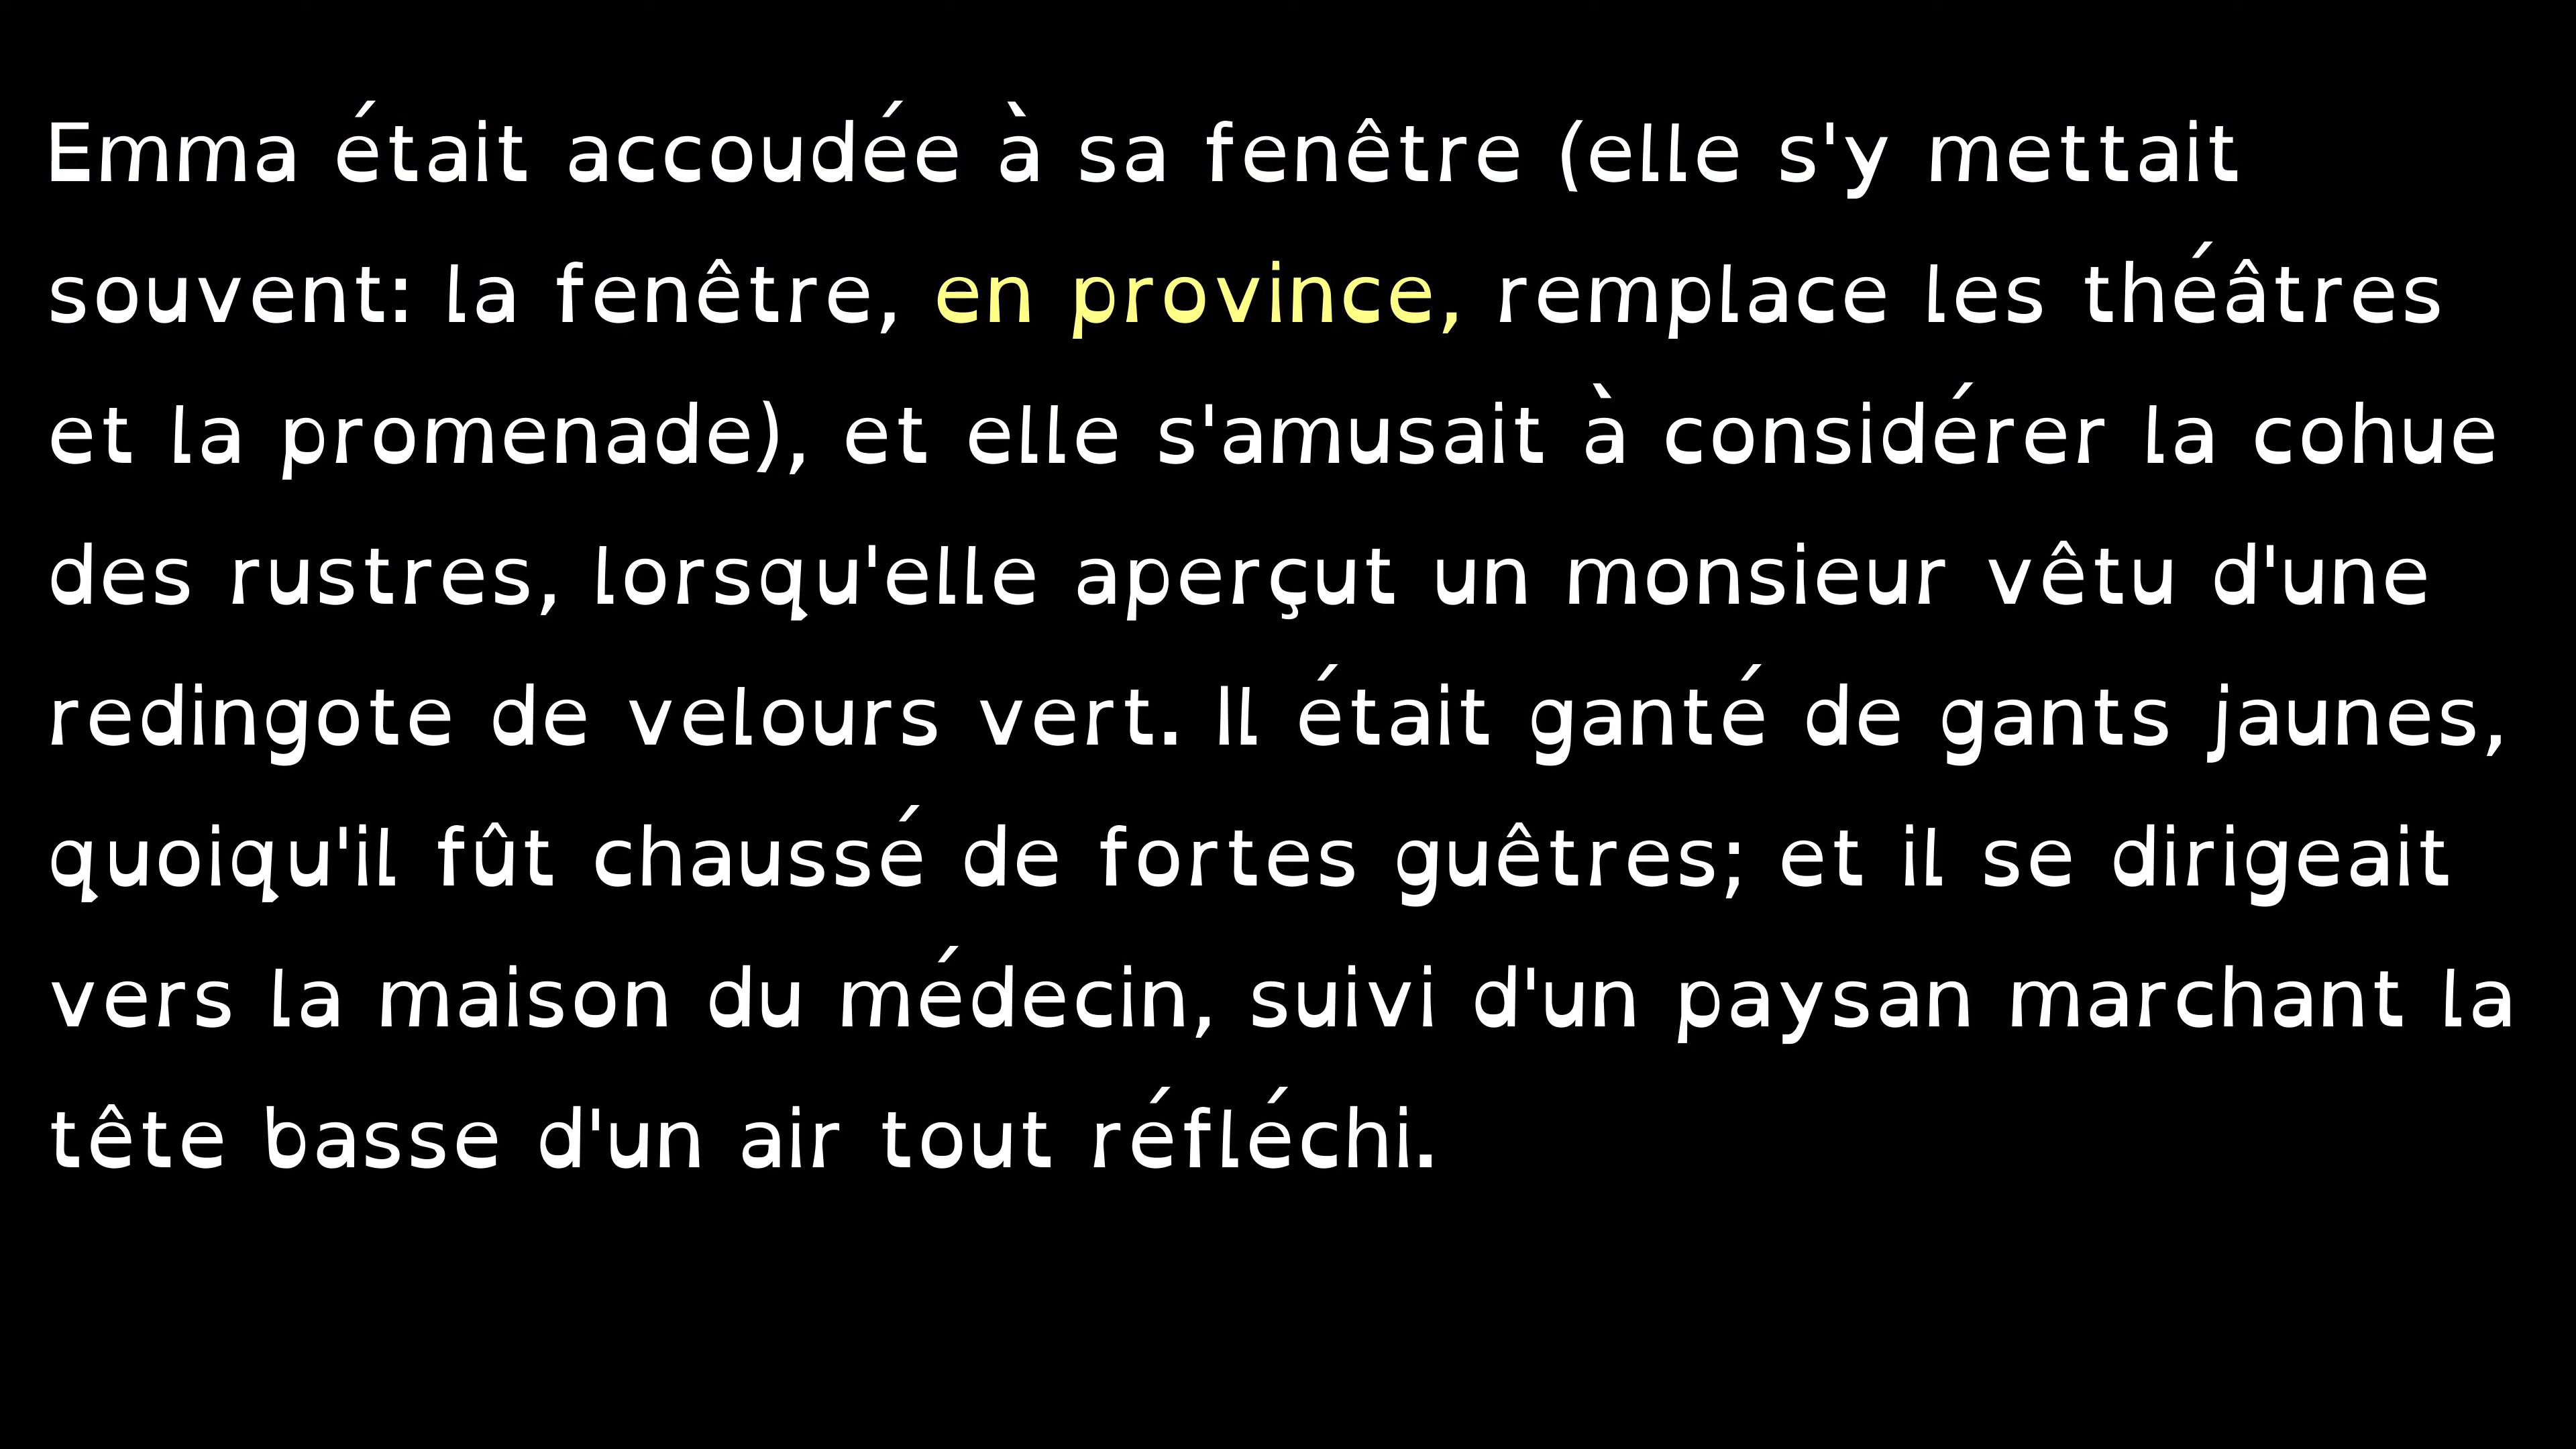 Emma était accoudée à sa fenêtre (elle s'y mettait
souvent: la fenêtre, en province, remplace les théâtres
et la promenade), et elle s'amusait à considérer la cohue
des rustres, lorsqu'elle aperçut un monsieur vêtu d'une
redingote de velours vert. Il était ganté de gants jaunes,
quoiqu'il fût chaussé de fortes guêtres; et il se dirigeait
vers la maison du médecin, suivi d'un paysan marchant la
tête basse d'un air tout réfléchi.